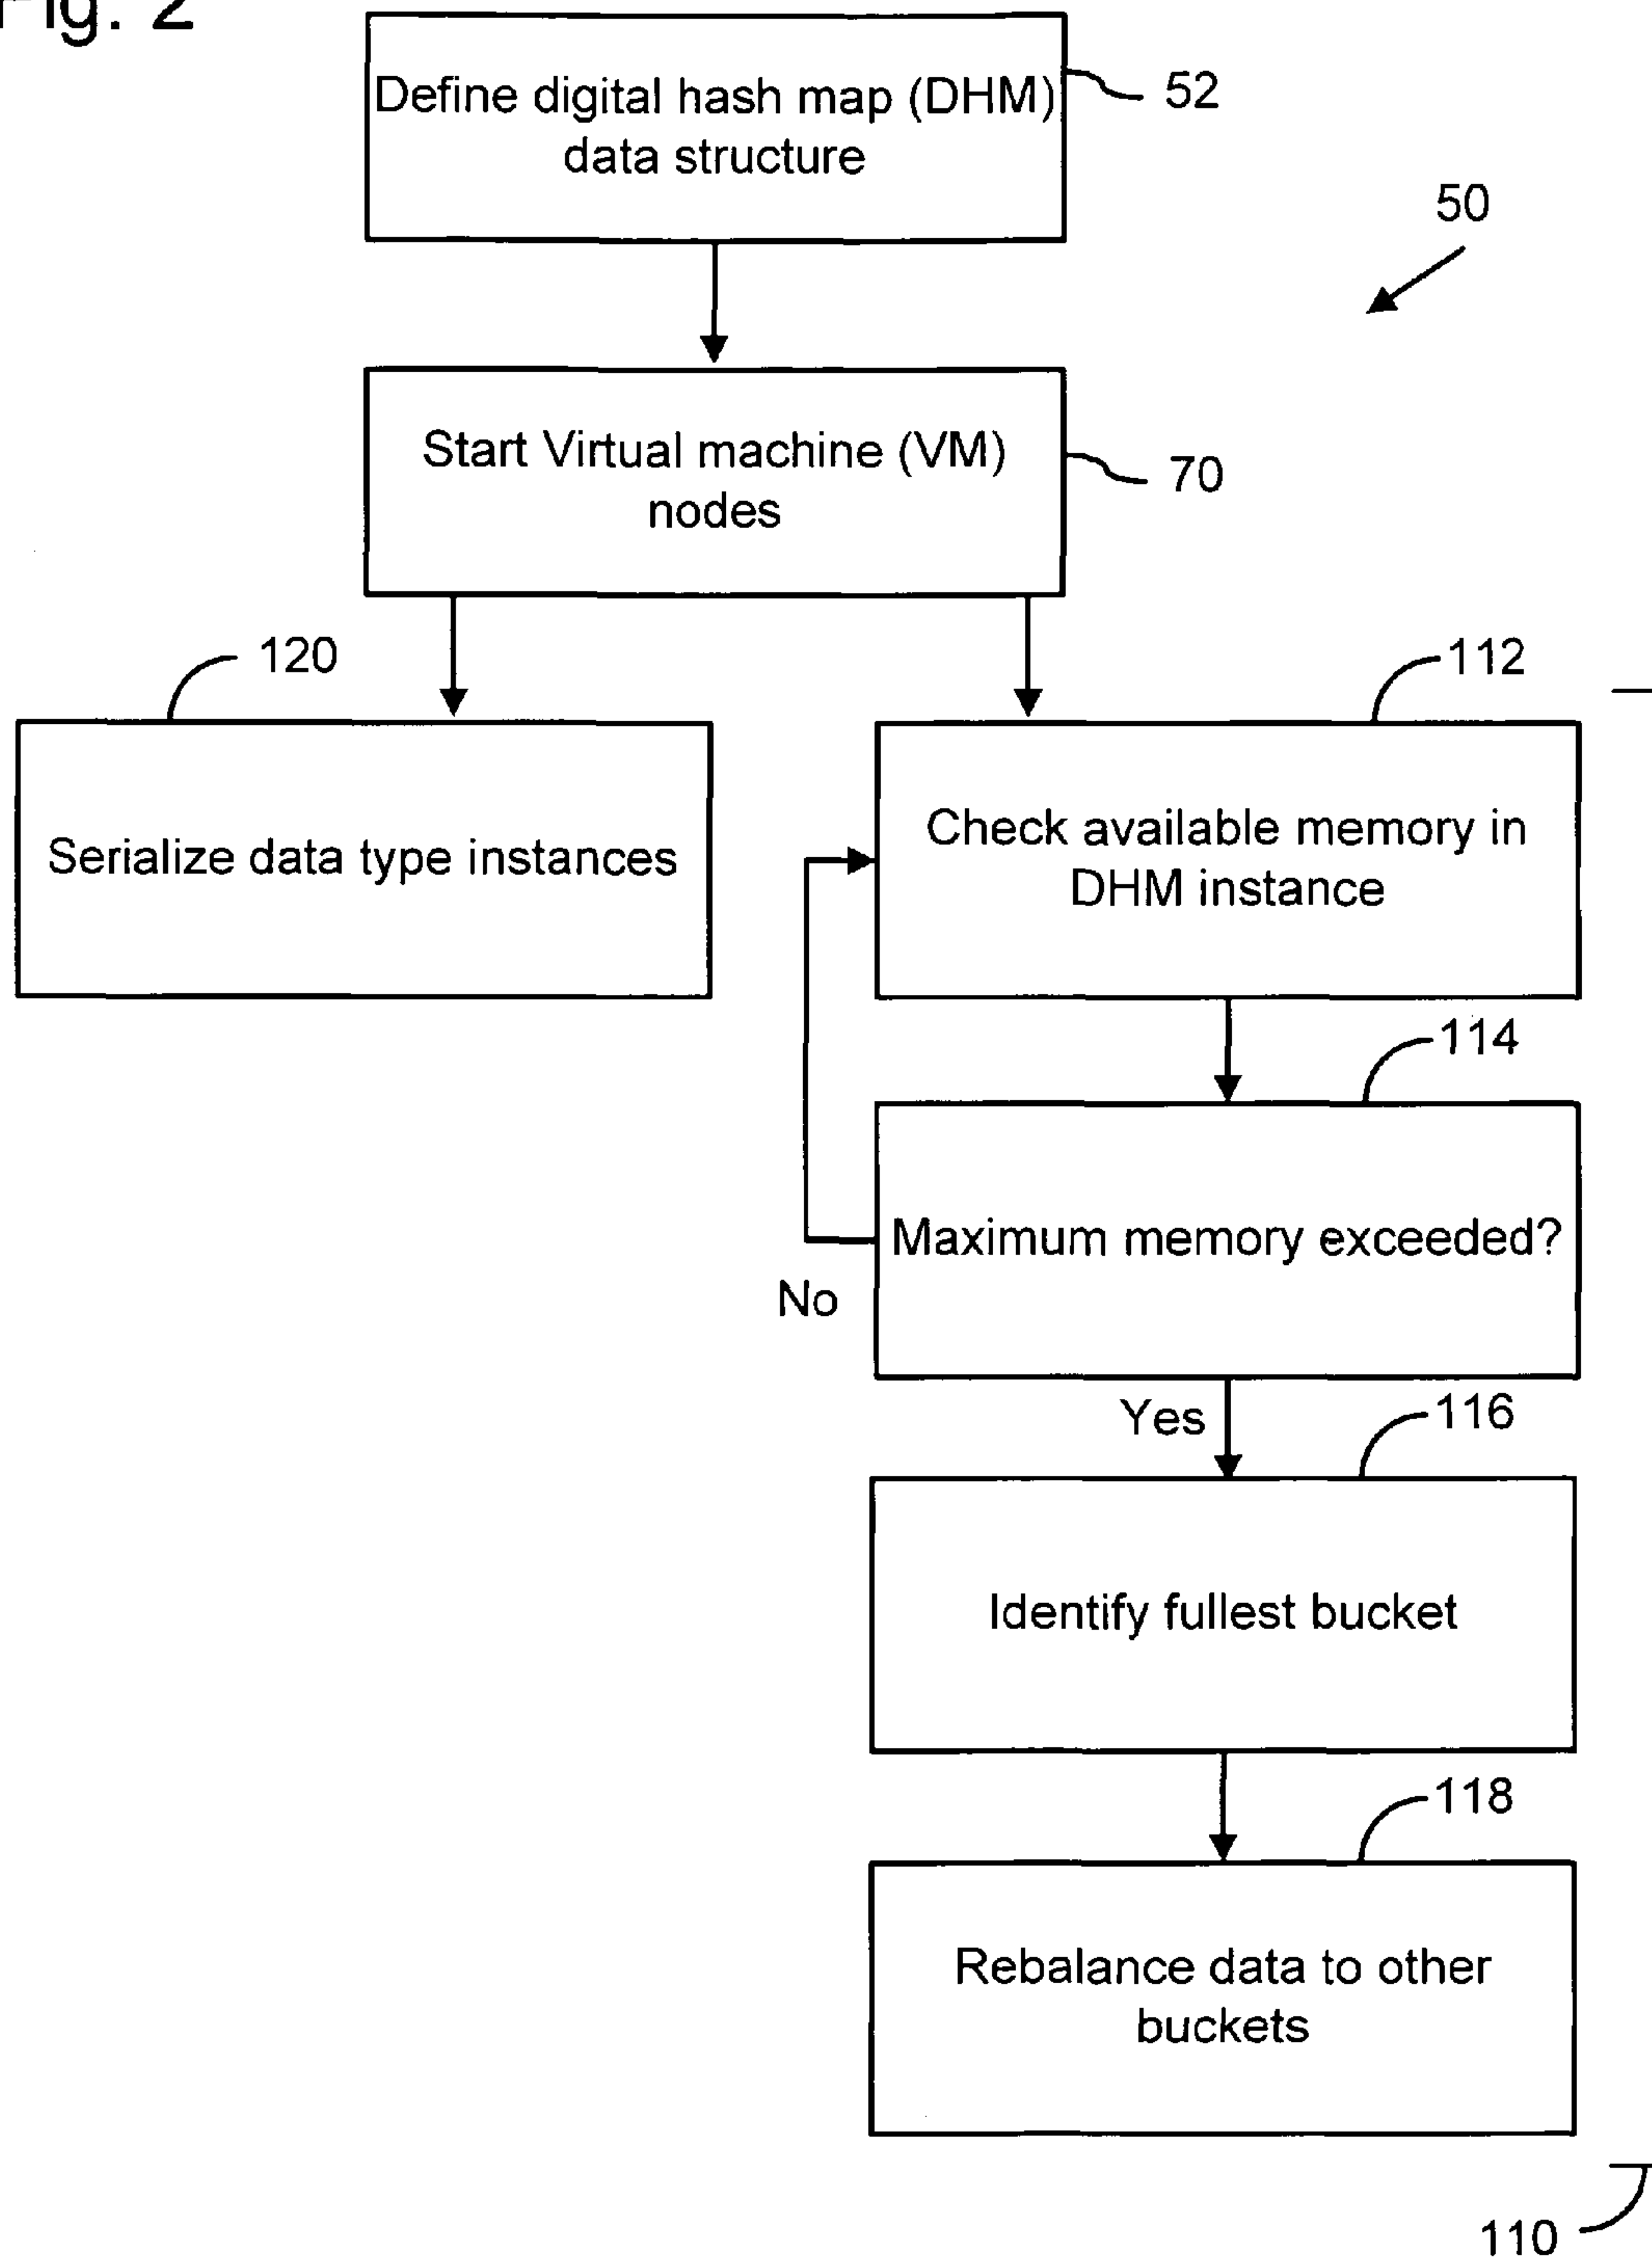 Fig. 2
Define digital hash map (DHM)
data structure
52
50
Start Virtual machine (VM)
nodes
70
120
112
Serialize data type instances
Check available memory in
DHM instance
114
Maximum memory exceeded?
No
Yes
116
Identify fullest bucket
118
Rebalance data to other
buckets
110